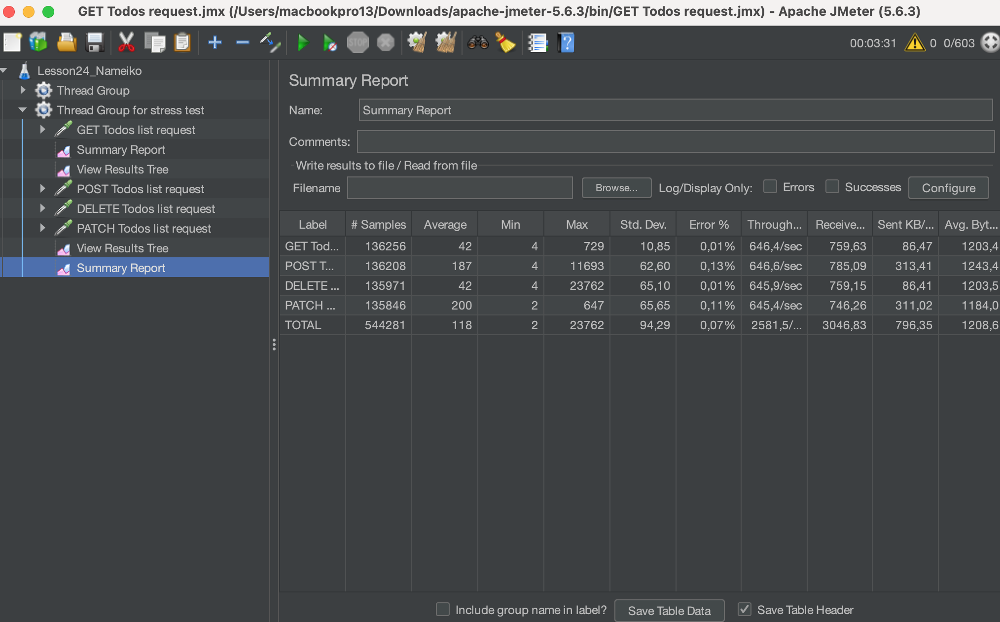 GET Todos request.jmx (/Users/macbookpro13/Downloads/apache-jmeter-5.6.3/bin/GET Todos request.jmx) - Apache JMeter (5.6.3)
STOP
00:03:31 0 0/603
Lesson24_Nameiko
Thread Group
Thread Group for stress test
GET Todos list request
Summary Report
View Results Tree
POST Todos list request
DELETE Todos list request
PATCH Todos list request
View Results Tree
Summary Report
Summary Report
Name: Summary Report
Comments:
Write results to file / Read from file
Filename Browse... Log/Display Only: Errors Successes Configure
Label # Samples Average Min Max Std. Dev. Error % Through... Receive... Sent KB/... Avg. Byt...
GET Tod... 136256 42 4 729 10,85 0,01% 646,4/sec 759,63 86,47 1203,4
POST T... 136208 187 4 11693 62,60 0,13% 646,6/sec 785,09 313,41 1243,4
DELETE ... 135971 42 4 23762 65,10 0,01% 645,9/sec 759,15 86,41 1203,5
PATCH ... 135846 200 2 647 65,65 0,11% 645,4/sec 746,26 311,02 1184,0
TOTAL 544281 118 2 23762 94,29 0,07% 2581,5/... 3046,83 796,35 1208,6
Include group name in label? Save Table Data Save Table Header